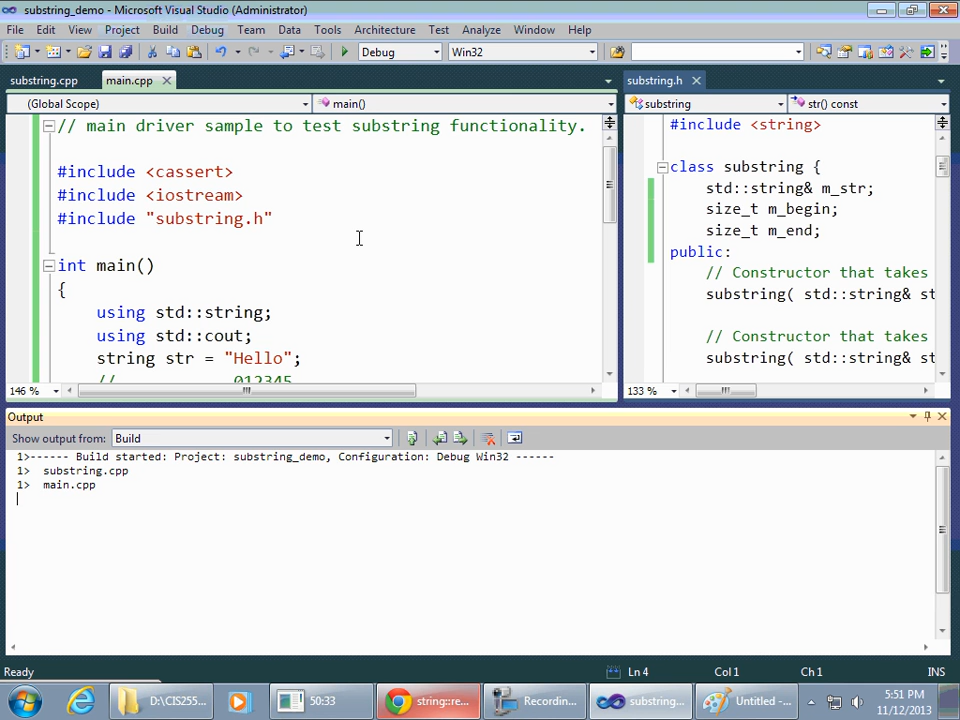 substring_demo - Microsoft Visual Studio (Administrator)
File Edit View Project Build Debug Team Data Tools Architecture Test Analyze Window Help
Debug Win32
substring.cpp main.cpp substring.h
(Global Scope) main() substring str() const
// main driver sample to test substring functionality.
#include <cassert>
#include <iostream>
#include "substring.h"
int main()
{
using std::string;
using std::cout;
string str = "Hello";
// 012345
146 %
#include <string>
class substring {
std::string& m_str;
size_t m_begin;
size_t m_end;
public:
// Constructor that takes
substring( std::string& st
// Constructor that takes
substring( std::string& st
133 %
Output
Show output from: Build
1>------ Build started: Project: substring_demo, Configuration: Debug Win32 ------
1> substring.cpp
1> main.cpp
Ready Ln 4 Col 1 Ch 1 INS
D:\CIS255... 50:33 string::re... Recordin... substring... Untitled -...
5:51 PM
11/12/2013